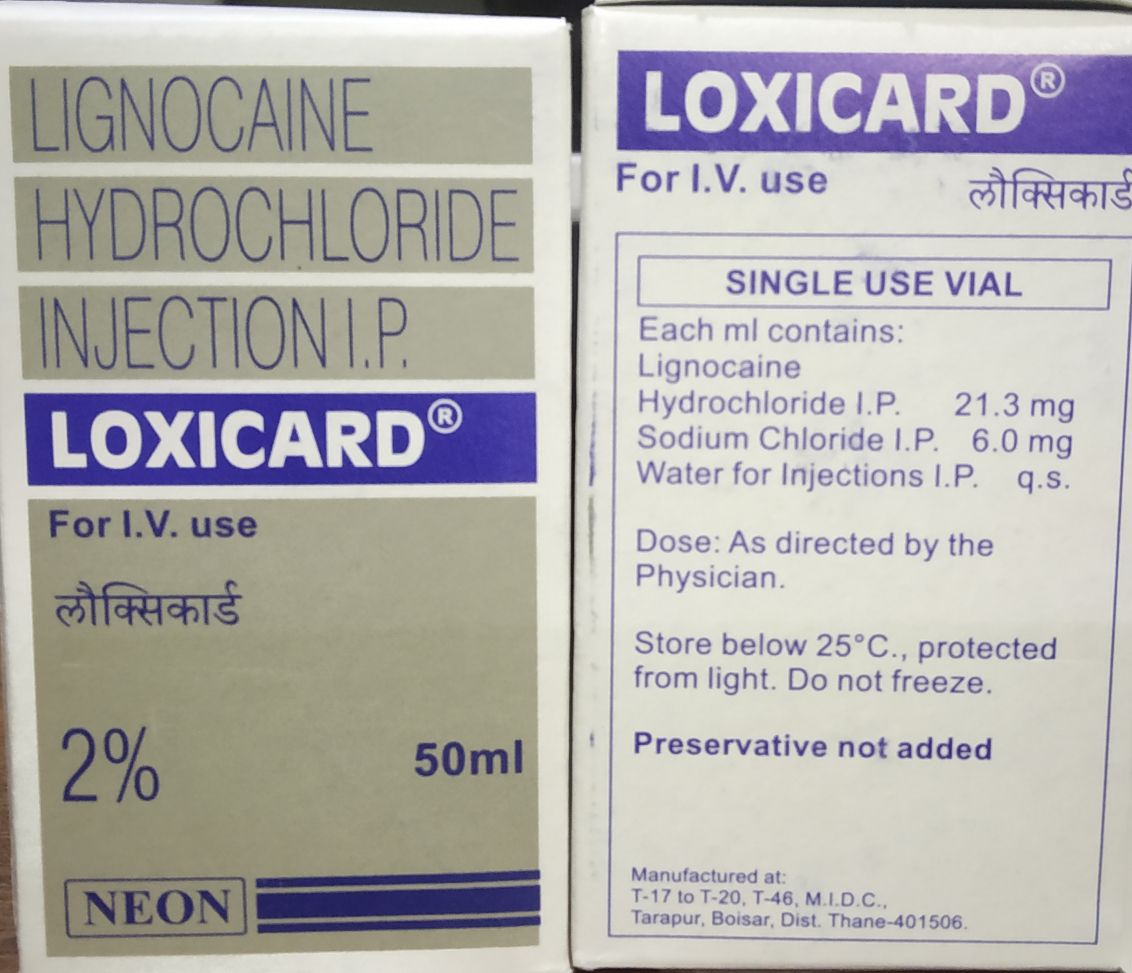 LIGNOCAINE
HYDROCHLORIDE
INJECTION I.P.
LOXICARD®
For I.V. use
लौक्सिकार्ड
2%
50ml
NEON
LOXICARD®
For I.V. use
लौक्सिकार्ड
SINGLE USE VIAL
Each ml contains:
Lignocaine
Hydrochloride I.P. 21.3 mg
Sodium Chloride I.P. 6.0 mg
Water for Injections I.P. q.s.
Dose: As directed by the
Physician.
Store below 25°C., protected
from light. Do not freeze.
Preservative not added
Manufactured at:
T-17 to T-20, T-46, M.I.D.C.,
Tarapur, Boisar, Dist. Thane-401506.